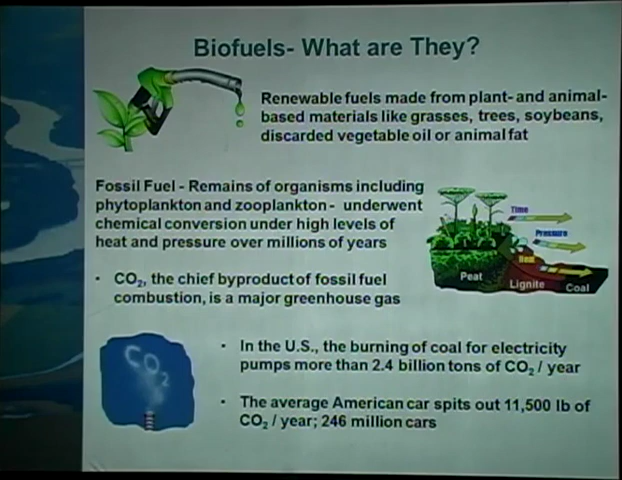 Biofuels- What are They?
Renewable fuels made from plant- and animal-
based materials like grasses, trees, soybeans,
discarded vegetable oil or animal fat
Fossil Fuel - Remains of organisms including
phytoplankton and zooplankton - underwent
chemical conversion under high levels of
heat and pressure over millions of years
Time
Pressure
Heat
Peat
Lignite
Coal
• CO₂, the chief byproduct of fossil fuel
combustion, is a major greenhouse gas
CO₂
• In the U.S., the burning of coal for electricity
pumps more than 2.4 billion tons of CO₂ / year
• The average American car spits out 11,500 lb of
CO₂ / year; 246 million cars